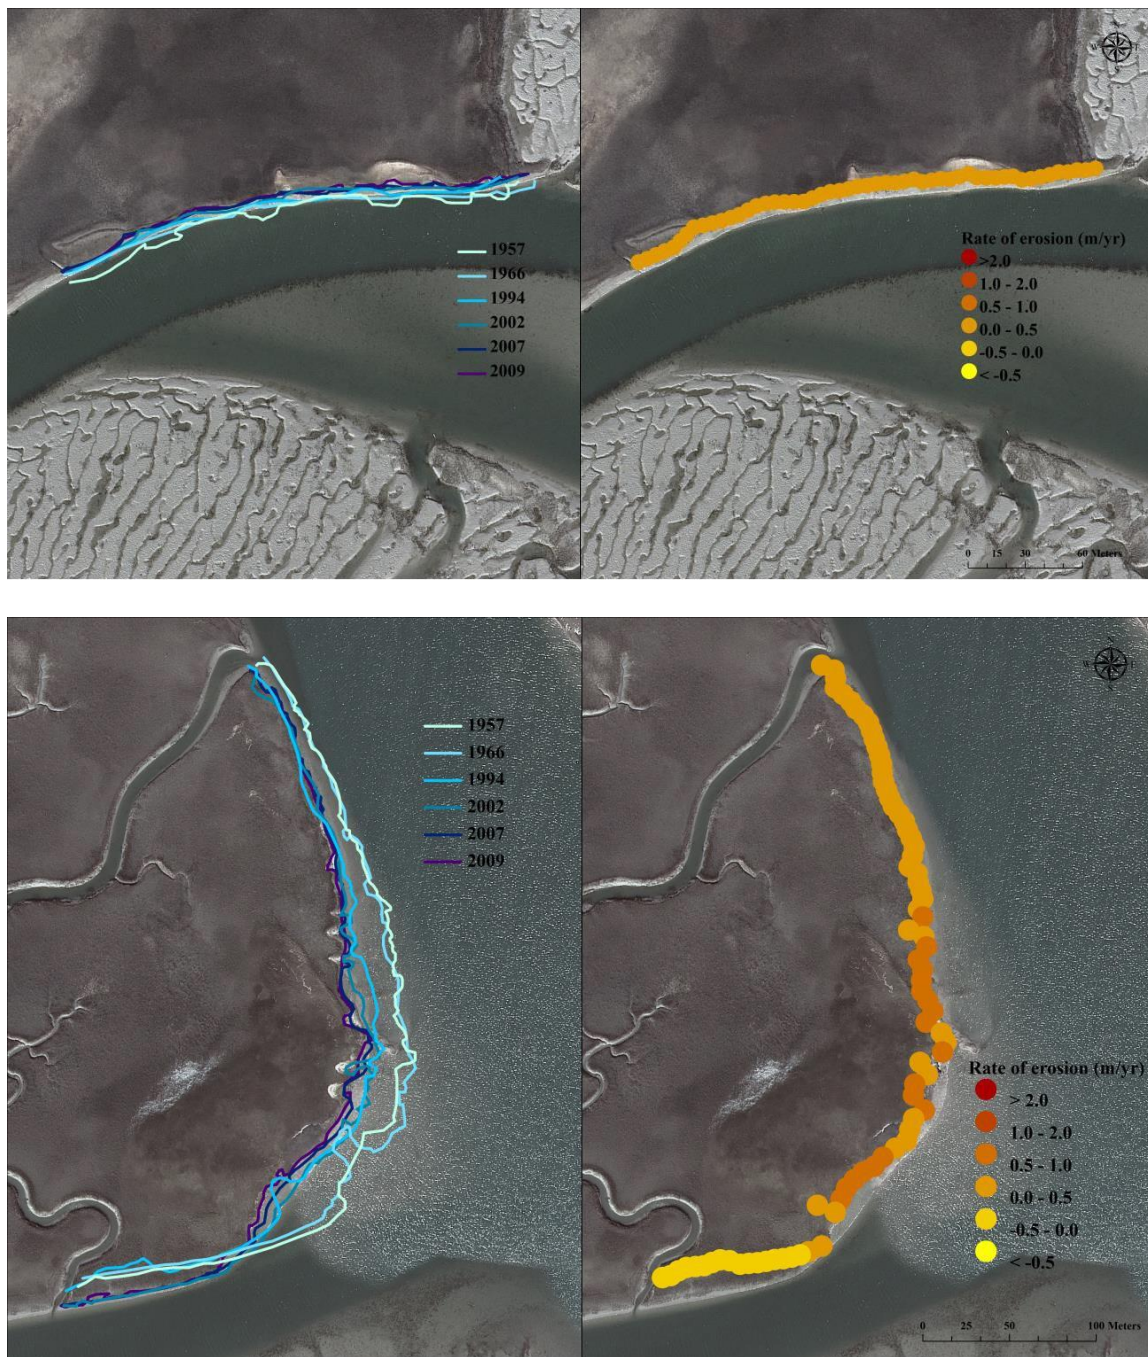 N
W E
S
1957
1966
1994
2002
2007
2009
Rate of erosion (m/yr)
>2.0
1.0 - 2.0
0.5 - 1.0
0.0 - 0.5
-0.5 - 0.0
< -0.5
0 15 30 60 Meters
N
W E
S
1957
1966
1994
2002
2007
2009
Rate of erosion (m/yr)
> 2.0
1.0 - 2.0
0.5 - 1.0
0.0 - 0.5
-0.5 - 0.0
< -0.5
0 25 50 100 Meters